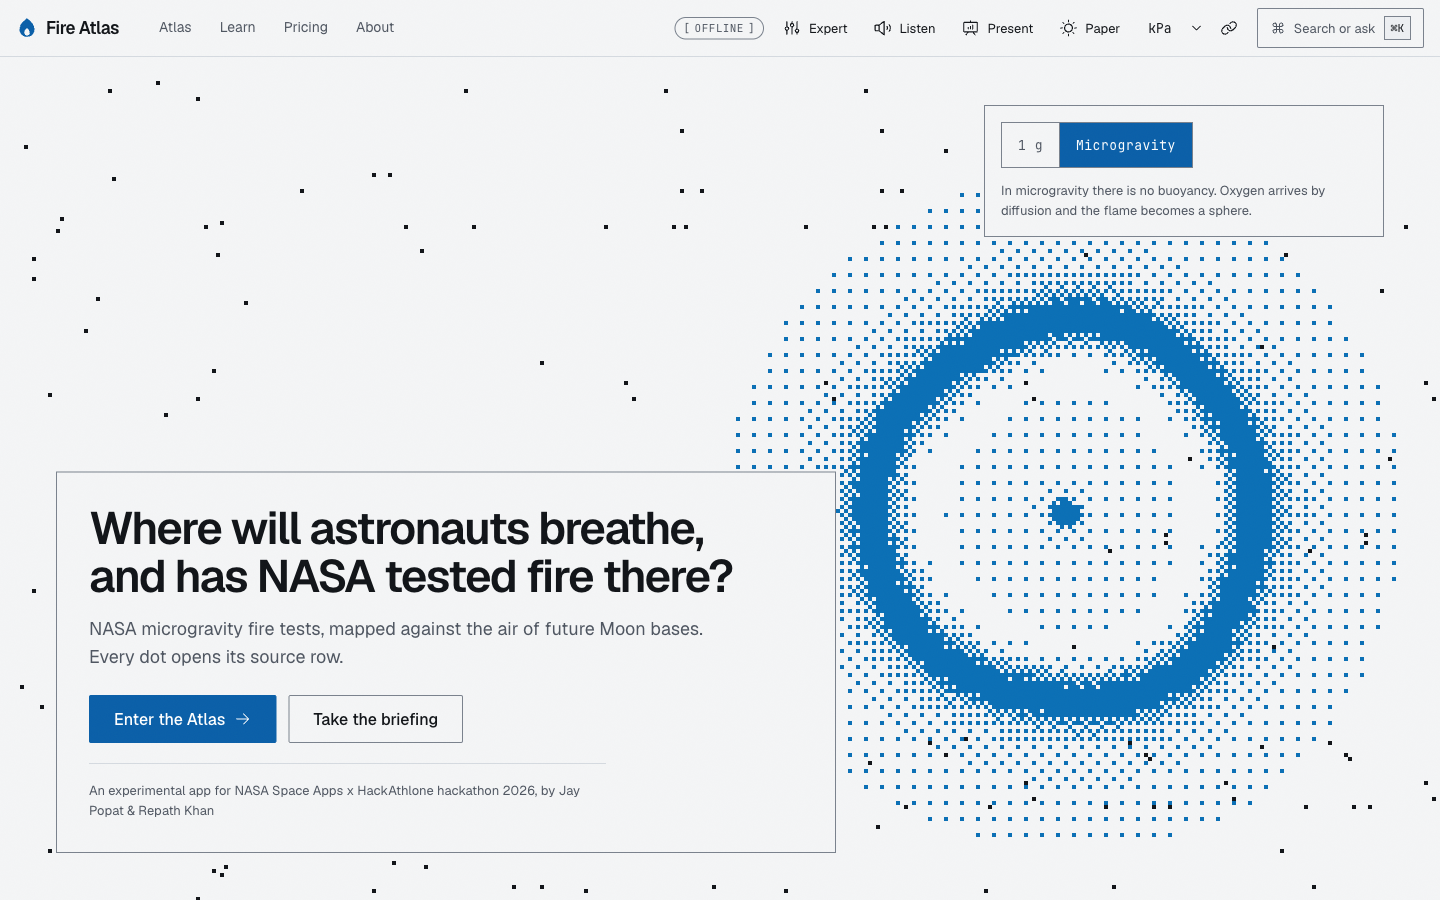 Fire Atlas
Atlas
Learn
Pricing
About
[ OFFLINE ]
Expert
Listen
Present
Paper
kPa
⌘ Search or ask ⌘K
1 g
Microgravity
In microgravity there is no buoyancy. Oxygen arrives by
diffusion and the flame becomes a sphere.
Where will astronauts breathe,
and has NASA tested fire there?
NASA microgravity fire tests, mapped against the air of future Moon bases.
Every dot opens its source row.
Enter the Atlas →
Take the briefing
An experimental app for NASA Space Apps x HackAthlone hackathon 2026, by Jay
Popat & Repath Khan